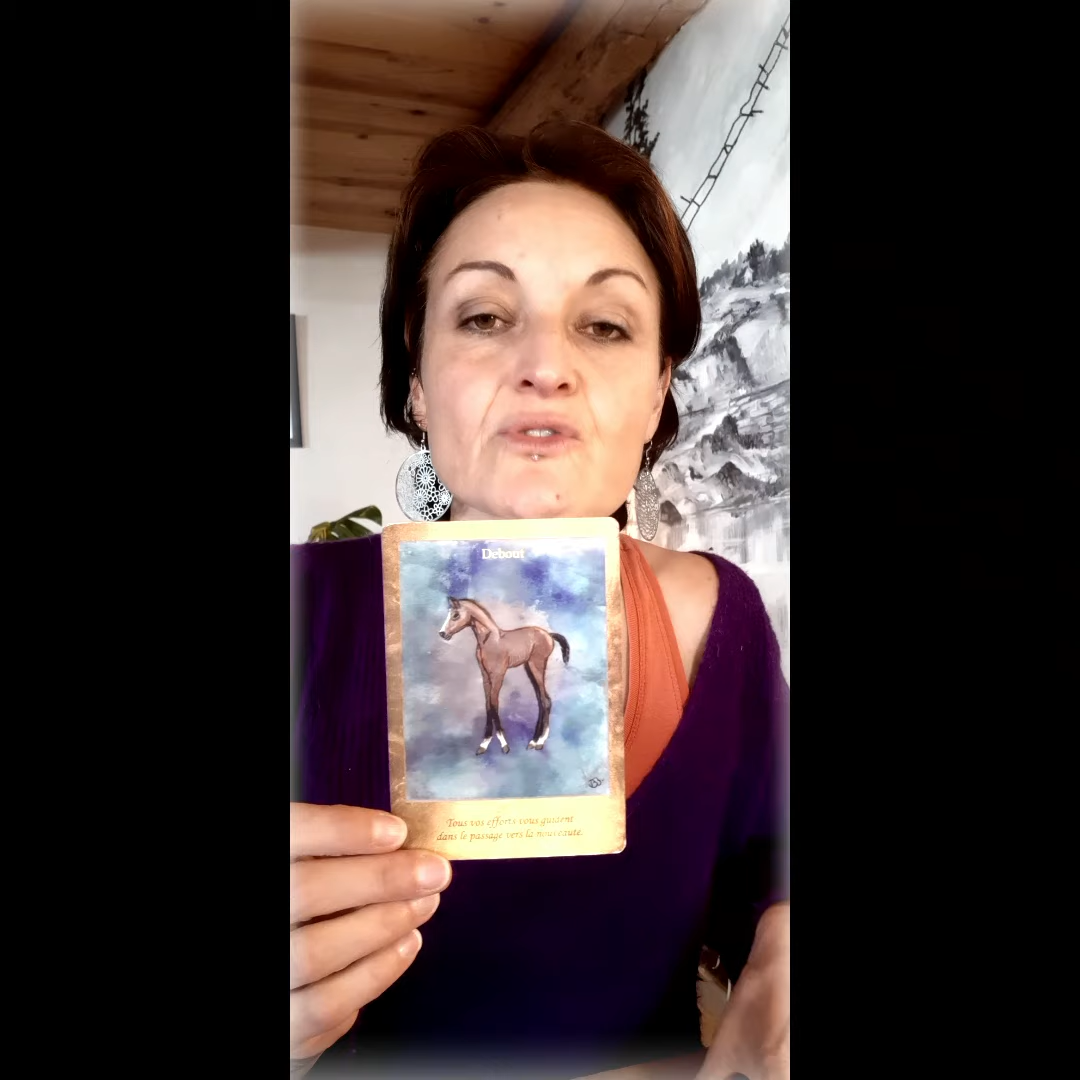 Debout
Tous vos efforts vous guident
dans le passage vers la nouveauté.